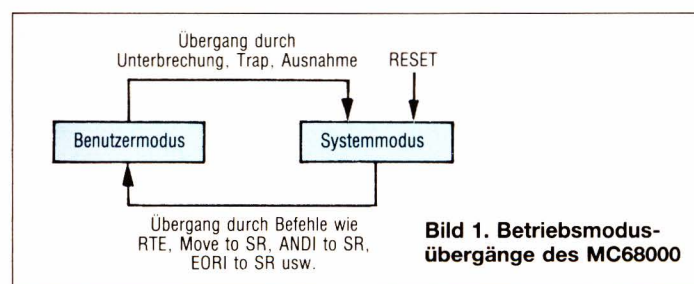 Übergang durch
Unterbrechung, Trap, Ausnahme
RESET
Benutzermodus
Systemmodus
Übergang durch Befehle wie
RTE, Move to SR, ANDI to SR,
EORI to SR usw.
Bild 1. Betriebsmodus-
übergänge des MC68000